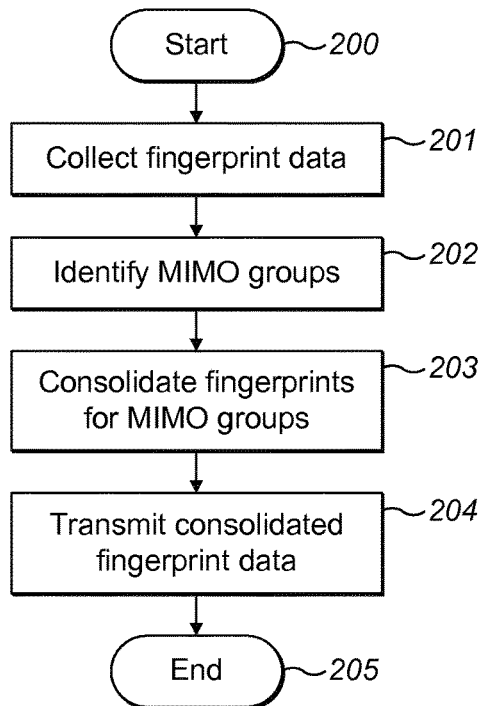 Start 200
Collect fingerprint data 201
Identify MIMO groups 202
Consolidate fingerprints 203
for MIMO groups
Transmit consolidated 204
fingerprint data
End 205